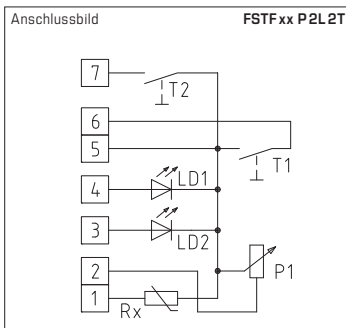 Anschlussbild FSTFxx P2L2T
7 T2
6
5 T1
4 LD1
3 LD2
2 P1
1 Rx